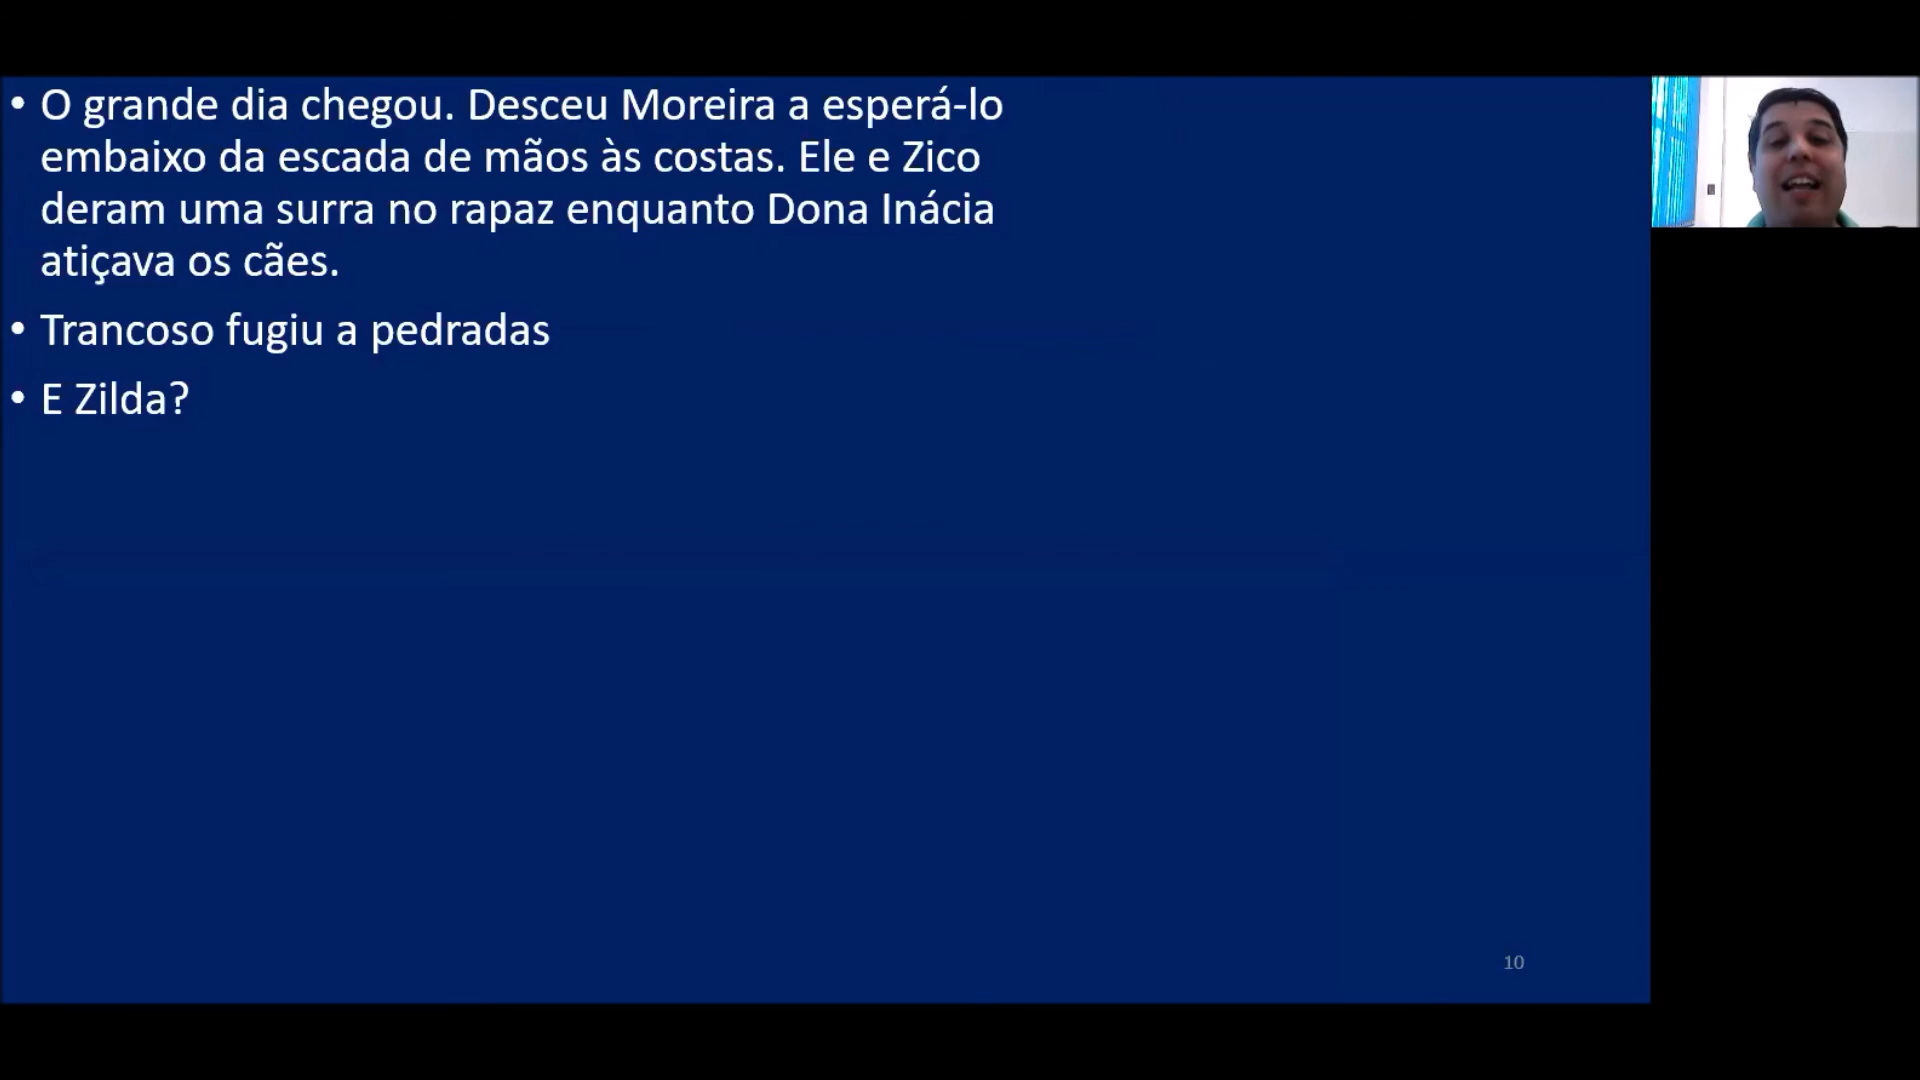 • O grande dia chegou. Desceu Moreira a esperá-lo
embaixo da escada de mãos às costas. Ele e Zico
deram uma surra no rapaz enquanto Dona Inácia
atiçava os cães.
• Trancoso fugiu a pedradas
• E Zilda?
10